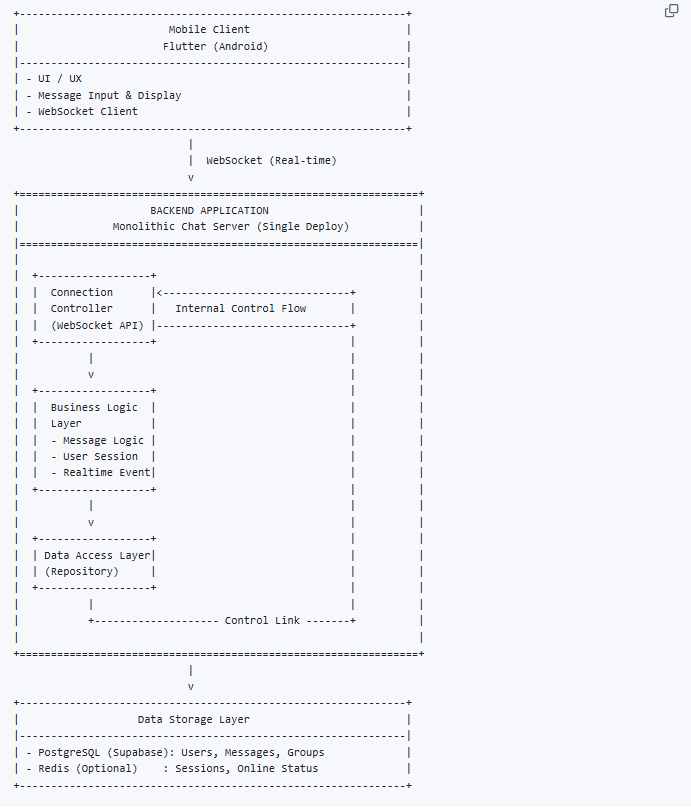 Mobile Client
Flutter (Android)
- UI / UX
- Message Input & Display
- WebSocket Client
WebSocket (Real-time)
v
BACKEND APPLICATION
Monolithic Chat Server (Single Deploy)
Connection
Controller Internal Control Flow
(WebSocket API)
v
Business Logic
Layer
- Message Logic
- User Session
- Realtime Event
v
Data Access Layer
(Repository)
Control Link
v
Data Storage Layer
- PostgreSQL (Supabase): Users, Messages, Groups
- Redis (Optional) : Sessions, Online Status